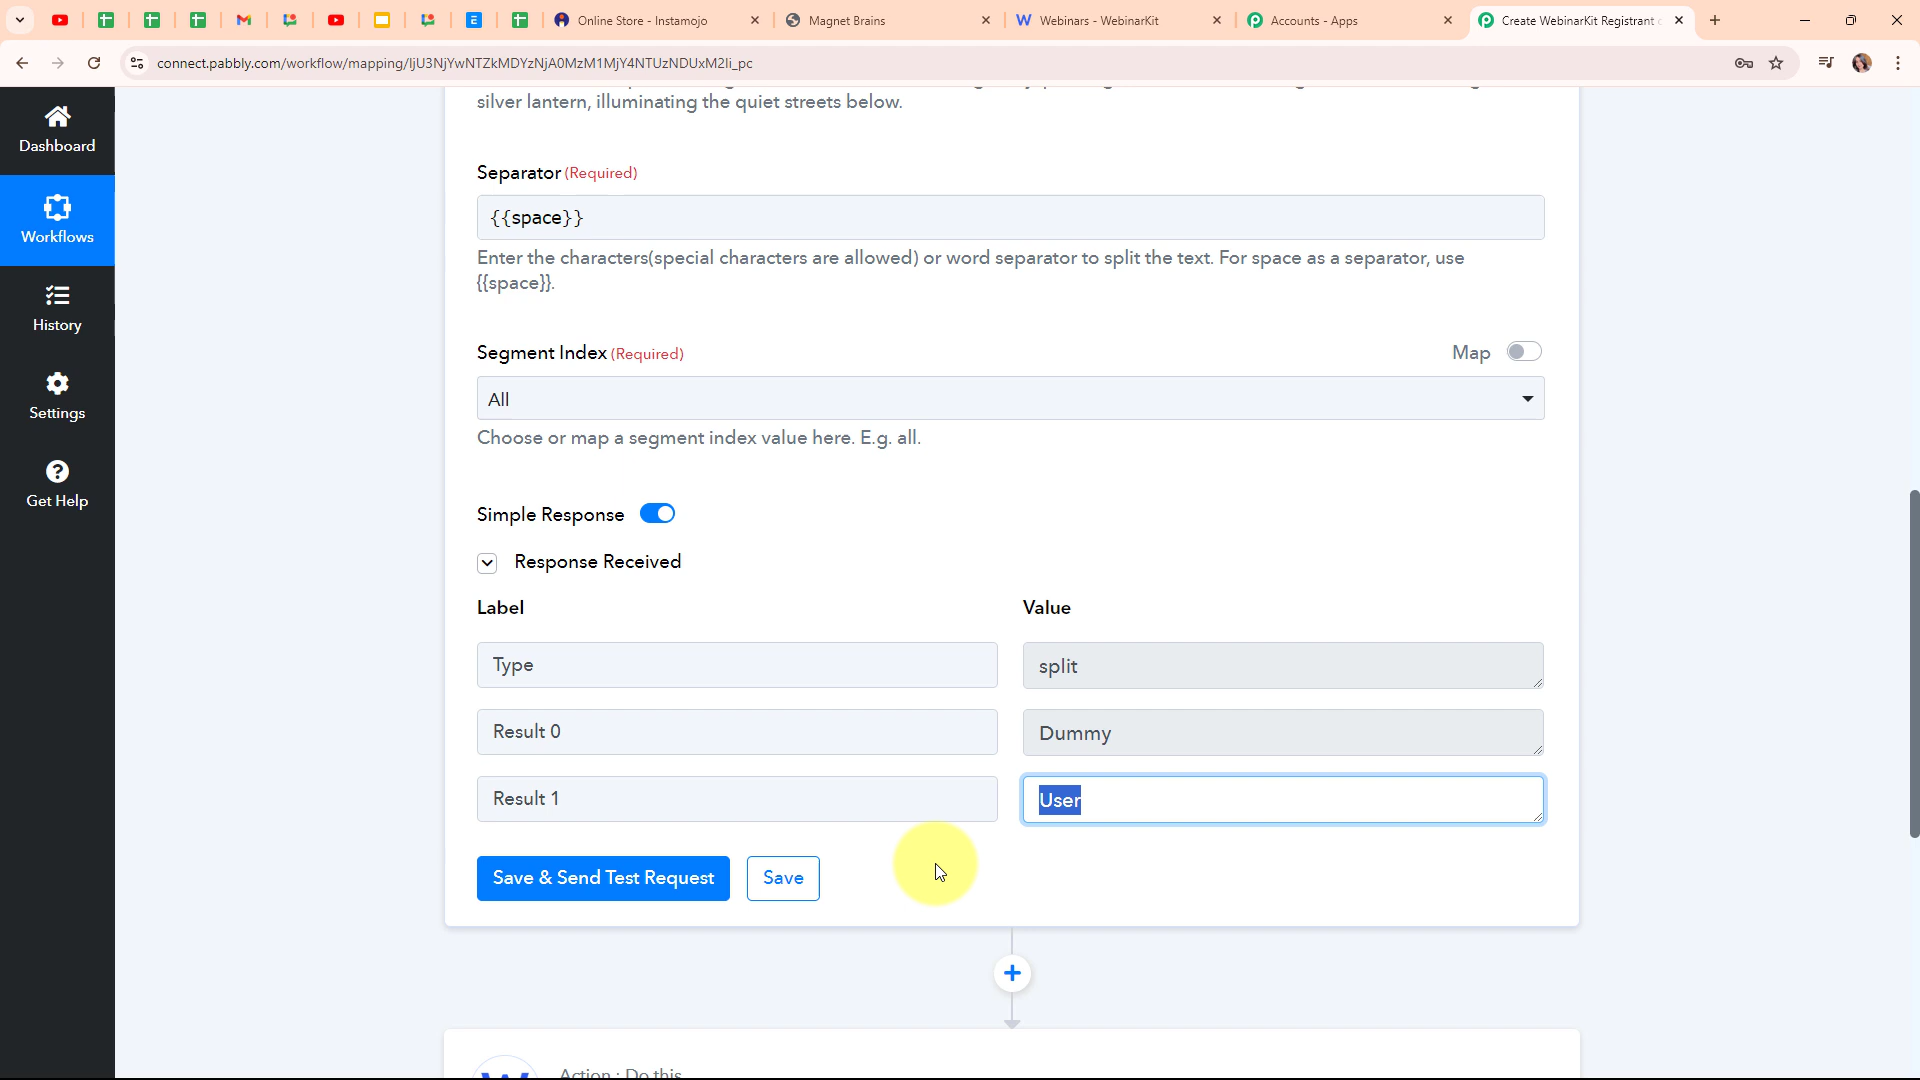 Online Store - Instamojo
Magnet Brains
Webinars - WebinarKit
Accounts - Apps
Create WebinarKit Registrant
connect.pabbly.com/workflow/mapping/IjU3NjYwNTZkMDYzNjA0MzM1MjY4NTUzNDUxM2Ii_pc
Dashboard
Workflows
History
Settings
Get Help
silver lantern, illuminating the quiet streets below.
Separator (Required)
{{space}}
Enter the characters(special characters are allowed) or word separator to split the text. For space as a separator, use
{{space}}.
Segment Index (Required)
Map
All
Choose or map a segment index value here. E.g. all.
Simple Response
Response Received
Label
Value
Type
split
Result 0
Dummy
Result 1
User
Save & Send Test Request
Save
Action : Do this